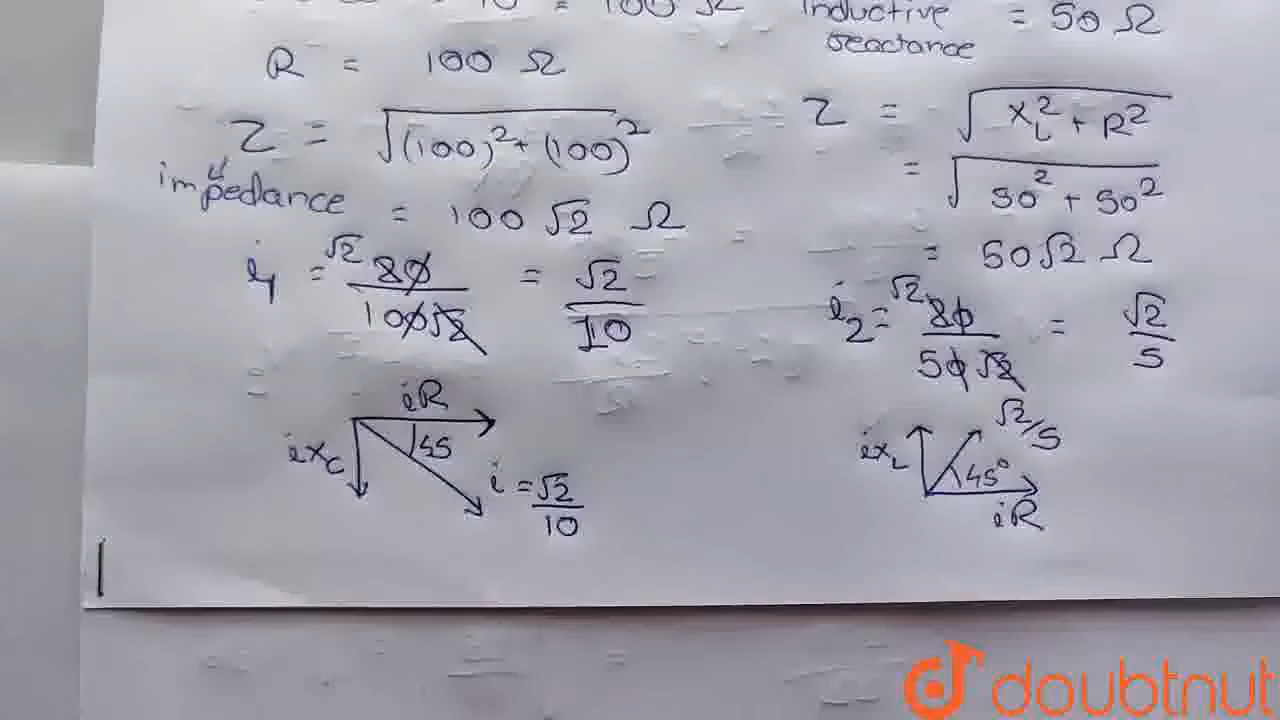 = 100 Ω
R = 100 Ω
Z = √(100)² + (100)²
impedance
= 100 √2 Ω
i₁ = √2 80 / 100√2 = √2 / 10
iR
ixC
45
i = √2 / 10
Inductive reactance = 50 Ω
Z = √XL² + R²
= √50² + 50²
= 50√2 Ω
i₂ = √2 80 / 50√2 = √2 / 5
ixL
√2/5
45°
iR
doubtnut